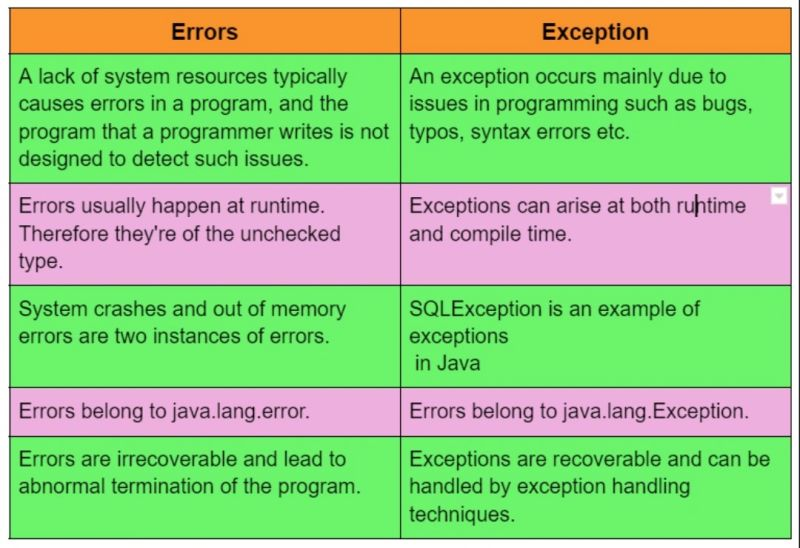 Errors
Exception
A lack of system resources typically
causes errors in a program, and the
program that a programmer writes is not
designed to detect such issues.
An exception occurs mainly due to
issues in programming such as bugs,
typos, syntax errors etc.
Errors usually happen at runtime.
Therefore they're of the unchecked
type.
Exceptions can arise at both runtime
and compile time.
System crashes and out of memory
errors are two instances of errors.
SQLException is an example of
exceptions
in Java
Errors belong to java.lang.error.
Errors belong to java.lang.Exception.
Errors are irrecoverable and lead to
abnormal termination of the program.
Exceptions are recoverable and can be
handled by exception handling
techniques.